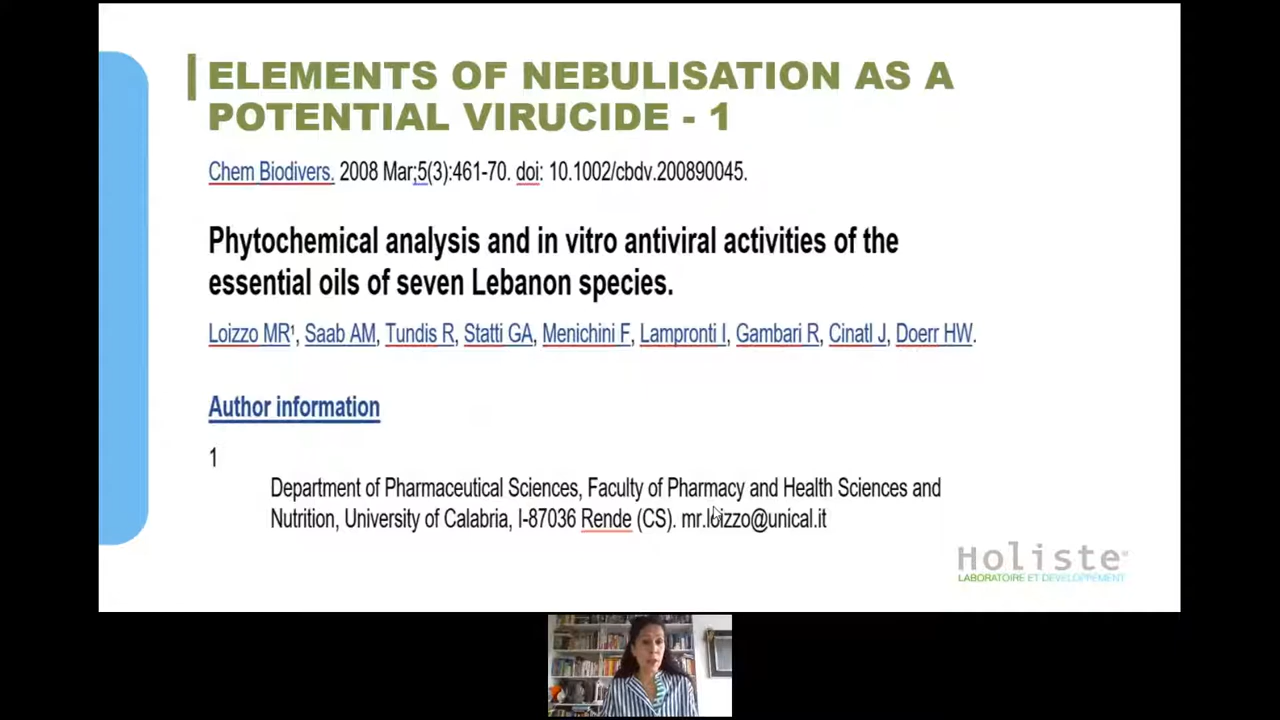 ELEMENTS OF NEBULISATION AS A
POTENTIAL VIRUCIDE - 1
Chem Biodivers. 2008 Mar;5(3):461-70. doi: 10.1002/cbdv.200890045.
Phytochemical analysis and in vitro antiviral activities of the
essential oils of seven Lebanon species.
Loizzo MR¹, Saab AM, Tundis R, Statti GA, Menichini F, Lampronti I, Gambari R, Cinatl J, Doerr HW.
Author information
1
Department of Pharmaceutical Sciences, Faculty of Pharmacy and Health Sciences and
Nutrition, University of Calabria, I-87036 Rende (CS). mr.loizzo@unical.it
Holiste®
LABORATOIRE ET DEVELOPPEMENT